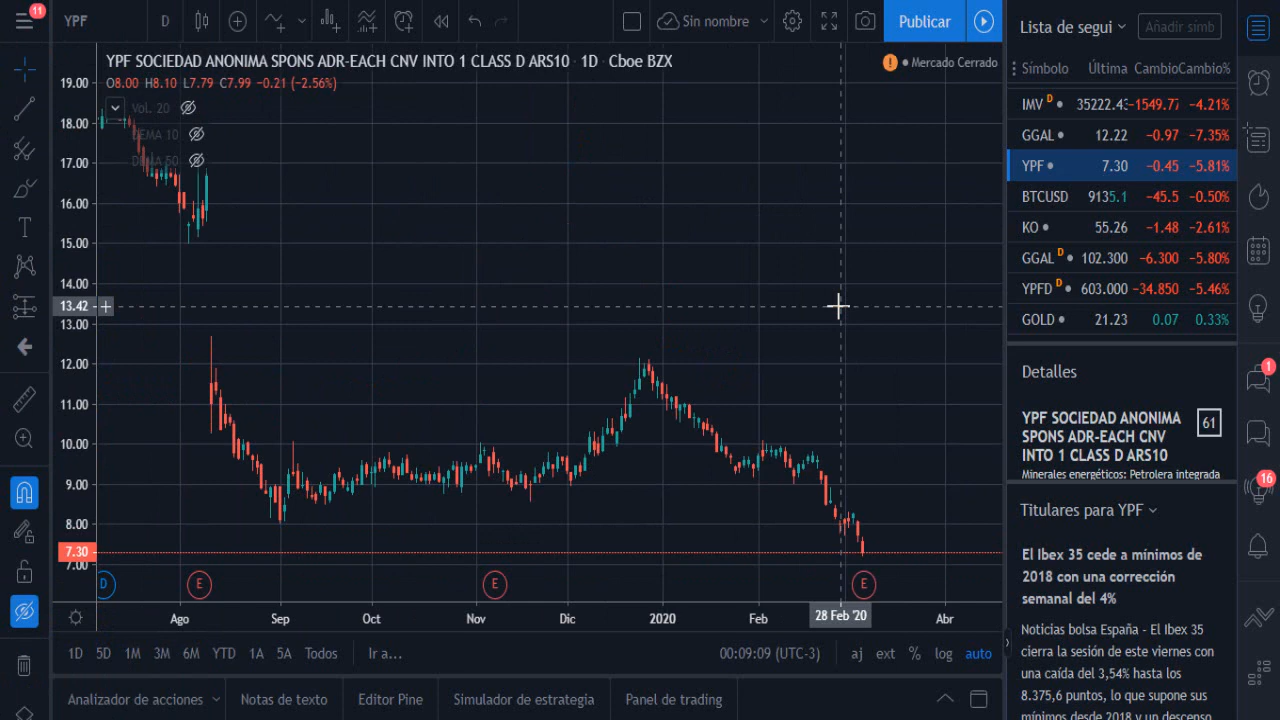 11
YPF D Sin nombre Publicar
Lista de segui Añadir simb
YPF SOCIEDAD ANONIMA SPONS ADR-EACH CNV INTO 1 CLASS D ARS10 · 1D · Cboe BZX
Mercado Cerrado
O8.00 H8.10 L7.79 C7.99 −0.21 (−2.56%)
Vol. 20
DEMA 10
DEMA 50
19.00
18.00
17.00
16.00
15.00
14.00
13.42
13.00
12.00
11.00
10.00
9.00
8.00
7.30
7.00
D E E E
Ago Sep Oct Nov Dic 2020 Feb 28 Feb '20 Abr
1D 5D 1M 3M 6M YTD 1A 5A Todos Ir a... 00:09:09 (UTC-3) aj ext % log auto
Analizador de acciones Notas de texto Editor Pine Simulador de estrategia Panel de trading
Símbolo Última Cambio Cambio%
IMV D 35222.43 −1549.77 −4.21%
GGAL 12.22 −0.97 −7.35%
YPF 7.30 −0.45 −5.81%
BTCUSD 9135.1 −45.5 −0.50%
KO 55.26 −1.48 −2.61%
GGAL D 102.300 −6.300 −5.80%
YPFD D 603.000 −34.850 −5.46%
GOLD 21.23 0.07 0.33%
Detalles
YPF SOCIEDAD ANONIMA
SPONS ADR-EACH CNV
INTO 1 CLASS D ARS10
61
Minerales energéticos: Petrolera integrada
Titulares para YPF
El Ibex 35 cede a mínimos de
2018 con una corrección
semanal del 4%
Noticias bolsa España - El Ibex 35
cierra la sesión de este viernes con
una caída del 3,54% hasta los
8.375,6 puntos, lo que supone sus
mínimos desde 2018 y un descenso
1
16